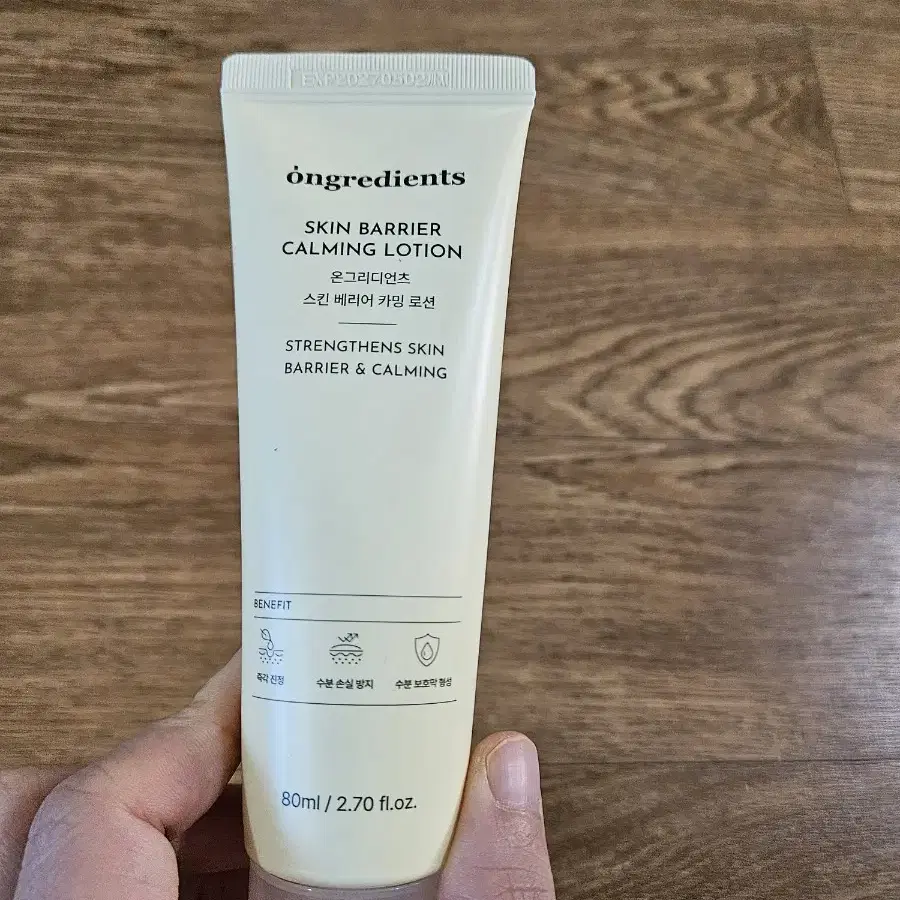 EXP20270502
ongredients
SKIN BARRIER
CALMING LOTION
온그리디언츠
스킨 베리어 카밍 로션
STRENGTHENS SKIN
BARRIER & CALMING
BENEFIT
즉각 진정
수분 손실 방지
수분 보호막 형성
80ml / 2.70 fl.oz.